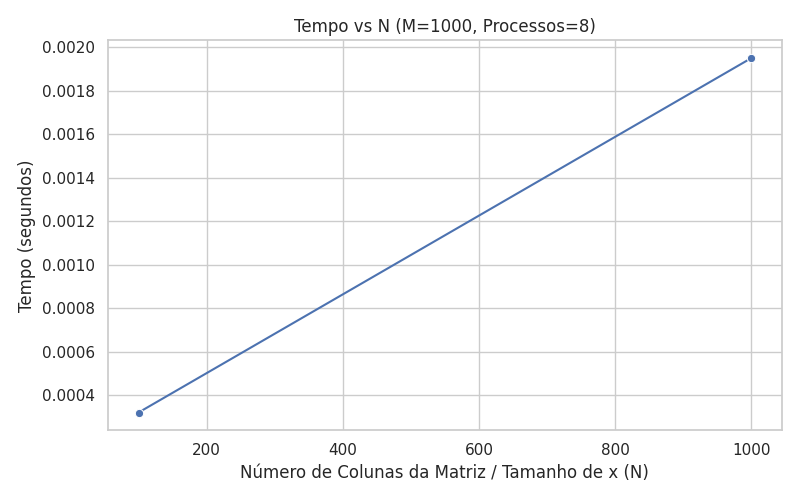 Tempo vs N (M=1000, Processos=8)
Tempo (segundos)
0.0020
0.0018
0.0016
0.0014
0.0012
0.0010
0.0008
0.0006
0.0004
200 400 600 800 1000
Número de Colunas da Matriz / Tamanho de x (N)